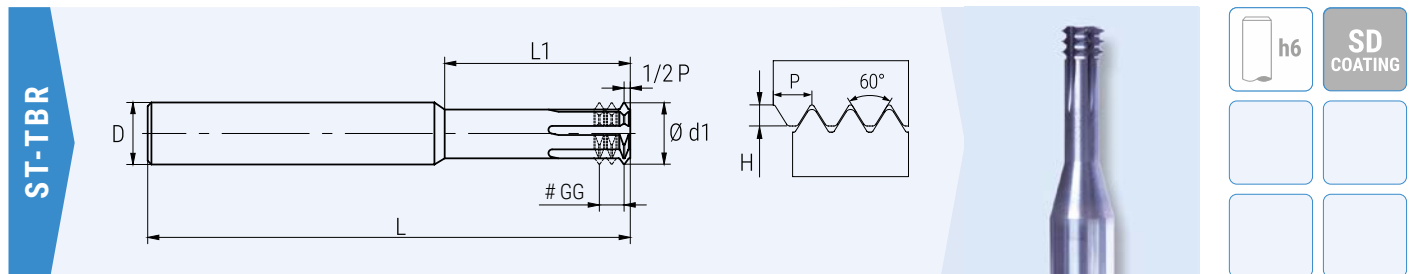 ST-TBR
L1
1/2 P
D
Ø d1
# GG
L
P
60°
H
h6
SD
COATING